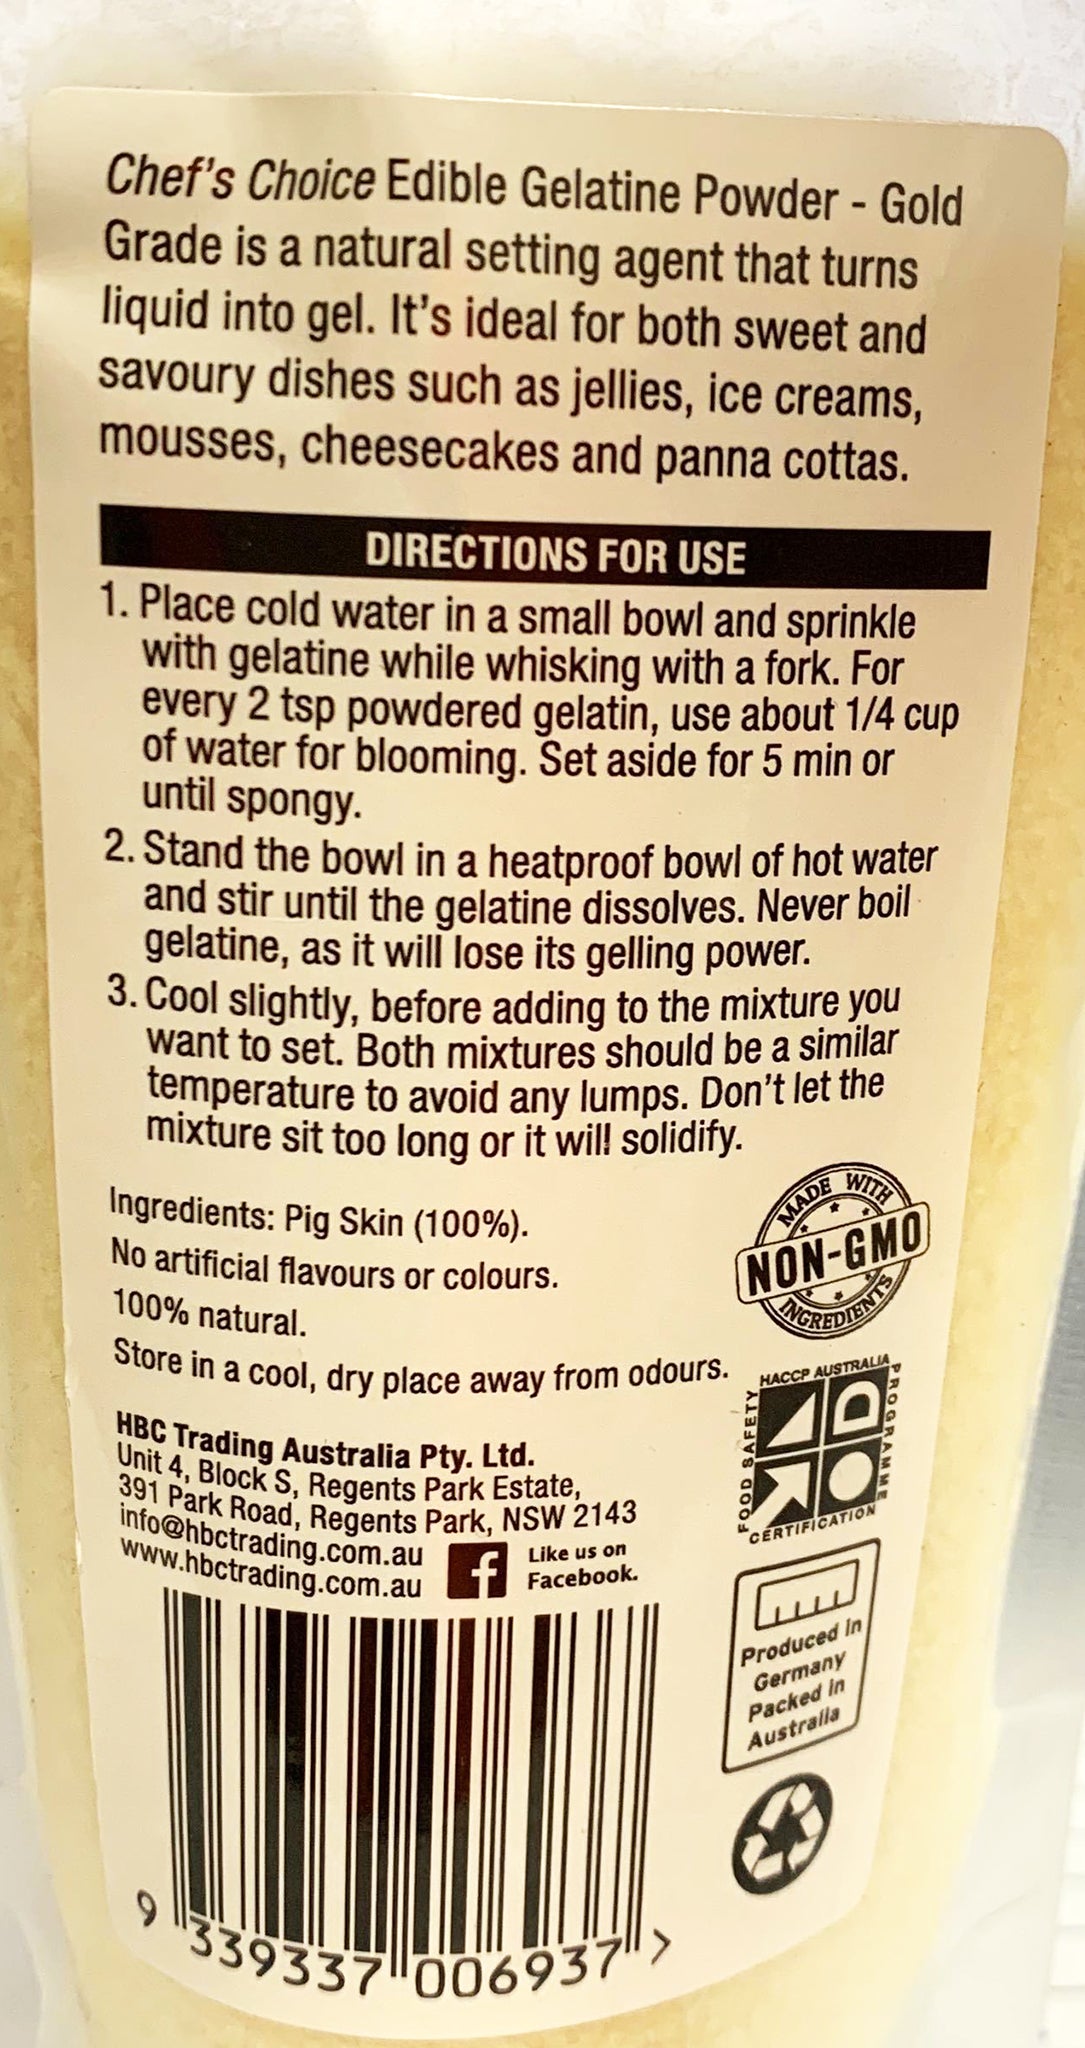 Chef's Choice Edible Gelatine Powder - Gold
Grade is a natural setting agent that turns
liquid into gel. It's ideal for both sweet and
savoury dishes such as jellies, ice creams,
mousses, cheesecakes and panna cottas.
DIRECTIONS FOR USE
1. Place cold water in a small bowl and sprinkle
with gelatine while whisking with a fork. For
every 2 tsp powdered gelatin, use about 1/4 cup
of water for blooming. Set aside for 5 min or
until spongy.
2. Stand the bowl in a heatproof bowl of hot water
and stir until the gelatine dissolves. Never boil
gelatine, as it will lose its gelling power.
3. Cool slightly, before adding to the mixture you
want to set. Both mixtures should be a similar
temperature to avoid any lumps. Don't let the
mixture sit too long or it will solidify.
Ingredients: Pig Skin (100%).
No artificial flavours or colours.
100% natural.
Store in a cool, dry place away from odours.
MADE WITH
NON-GMO
INGREDIENTS
HACCP AUSTRALIA
FOOD SAFETY
PROGRAMME
CERTIFICATION
HBC Trading Australia Pty. Ltd.
Unit 4, Block S, Regents Park Estate,
391 Park Road, Regents Park, NSW 2143
info@hbctrading.com.au
www.hbctrading.com.au
f
Like us on
Facebook.
Produced in
Germany
Packed in
Australia
9 339337 006937 >